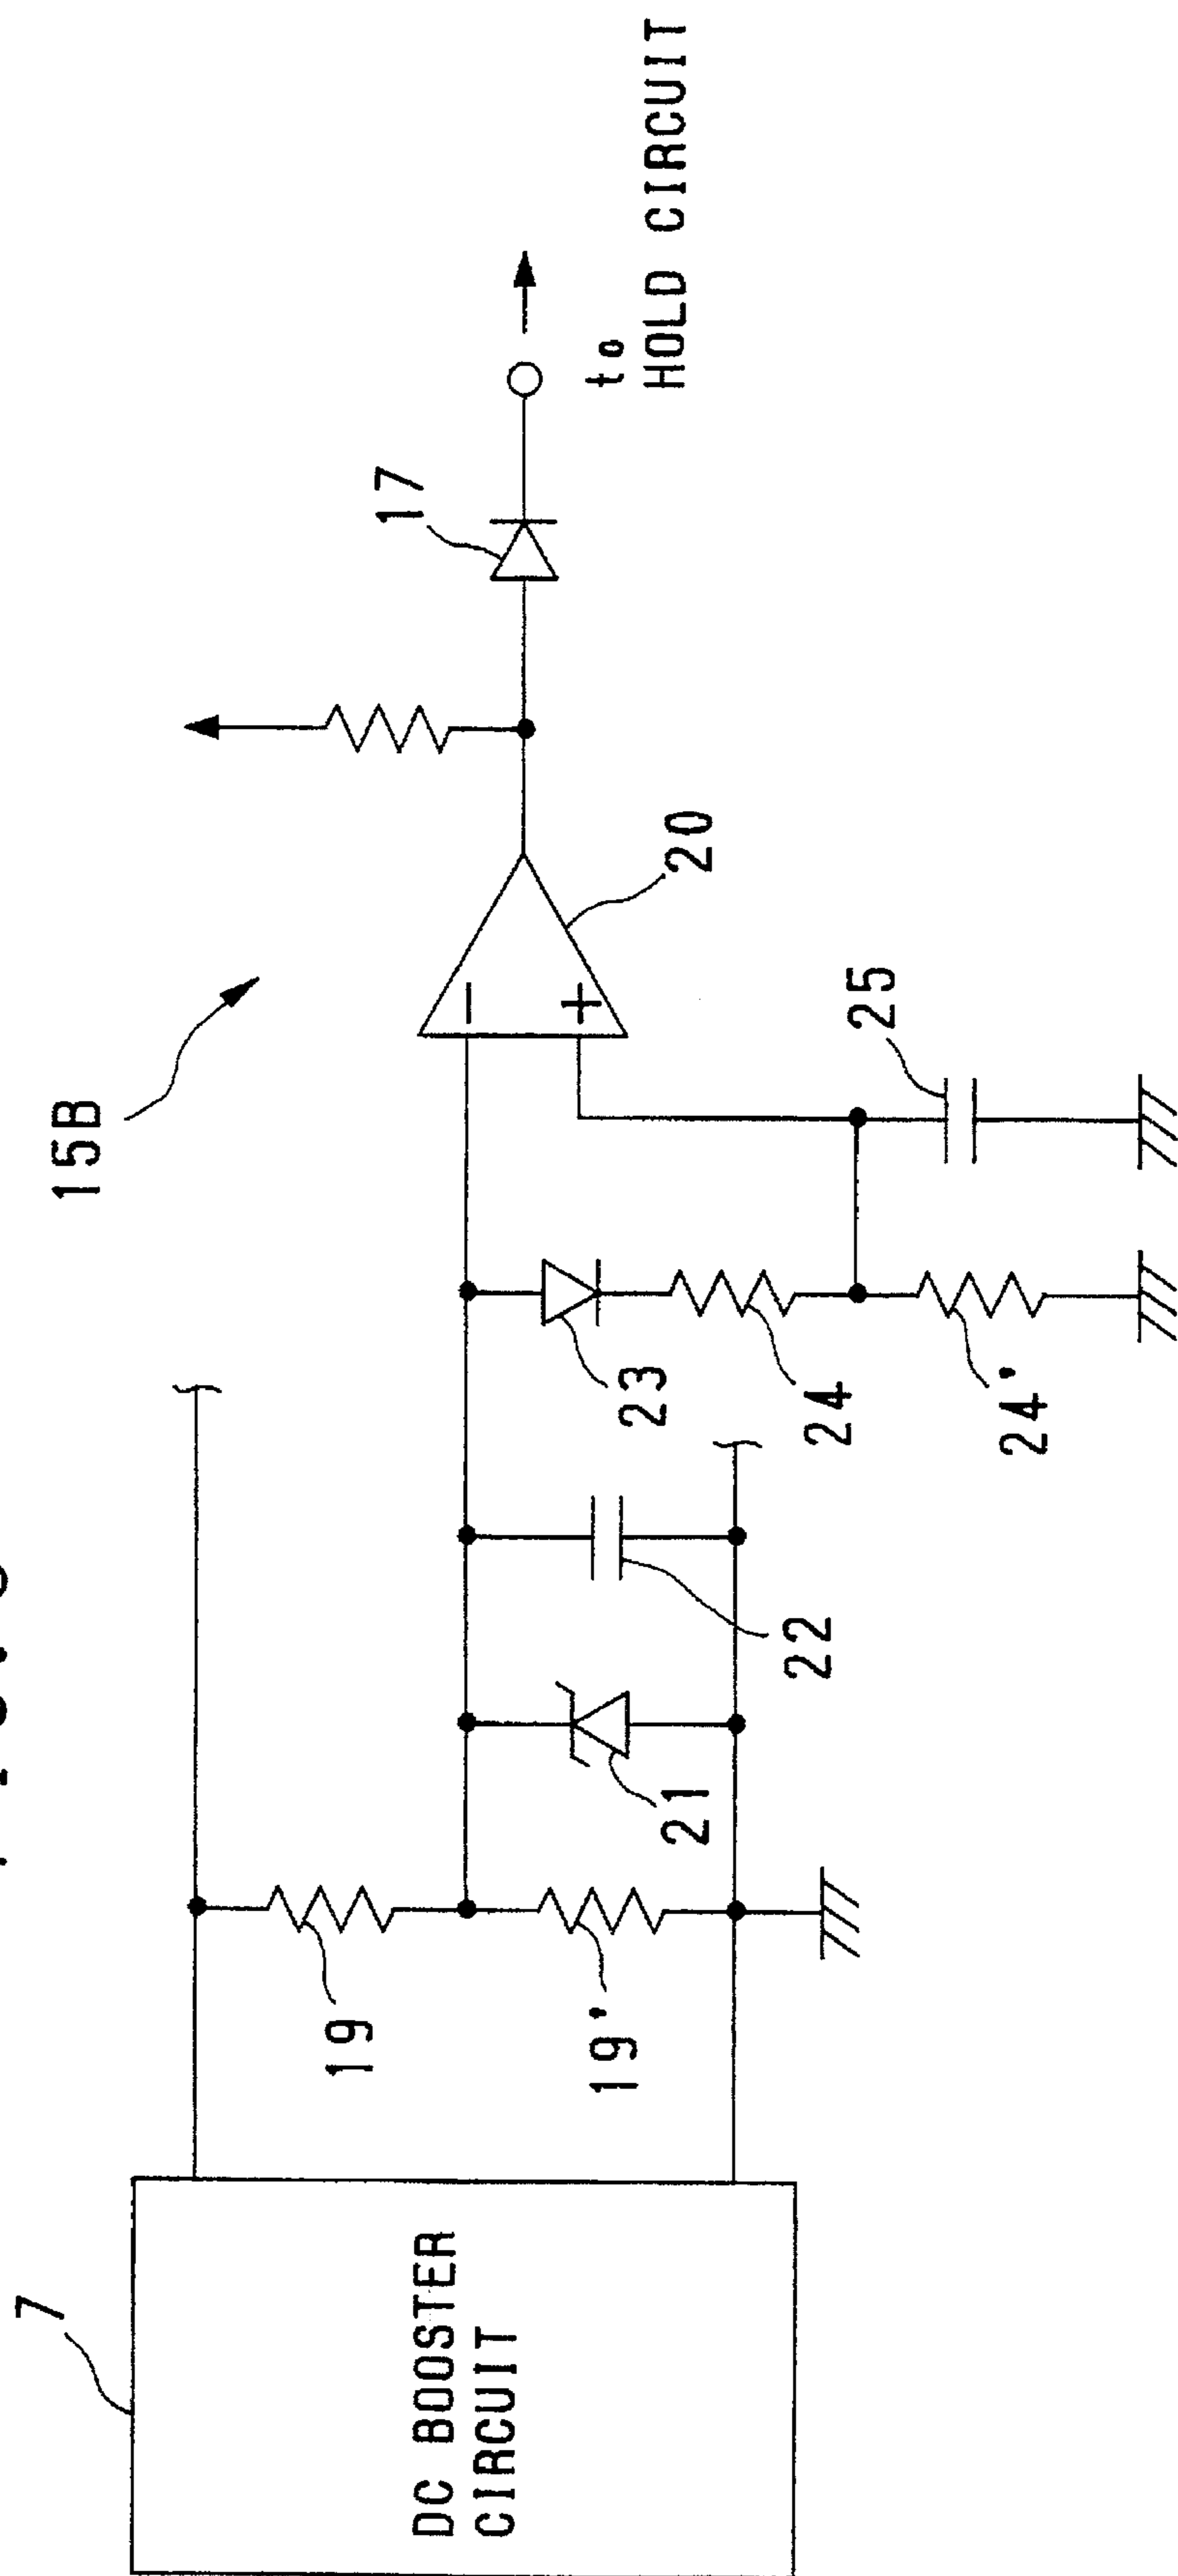 7
DC BOOSTER
CIRCUIT
19
19'
21
22
23
24
24'
25
15B
−
+
20
17
to
HOLD CIRCUIT